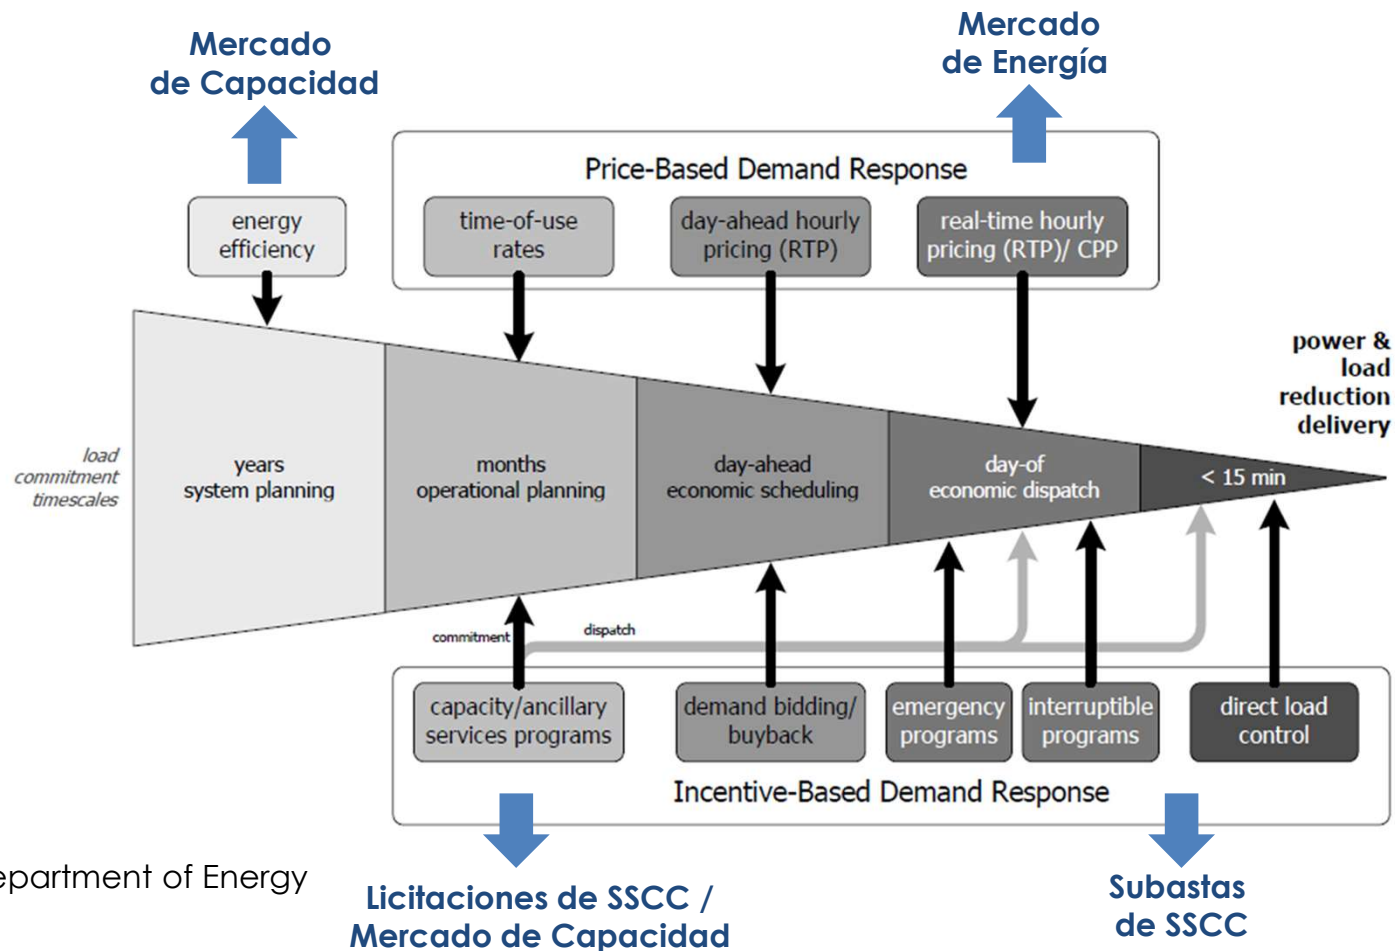 Mercado
de Capacidad
Mercado
de Energía
Price-Based Demand Response
energy
efficiency
time-of-use
rates
day-ahead hourly
pricing (RTP)
real-time hourly
pricing (RTP)/ CPP
power &
load
reduction
delivery
load
commitment
timescales
years
system planning
months
operational planning
day-ahead
economic scheduling
day-of
economic dispatch
< 15 min
commitment
dispatch
capacity/ancillary
services programs
demand bidding/
buyback
emergency
programs
interruptible
programs
direct load
control
Incentive-Based Demand Response
epartment of Energy
Licitaciones de SSCC /
Mercado de Capacidad
Subastas
de SSCC